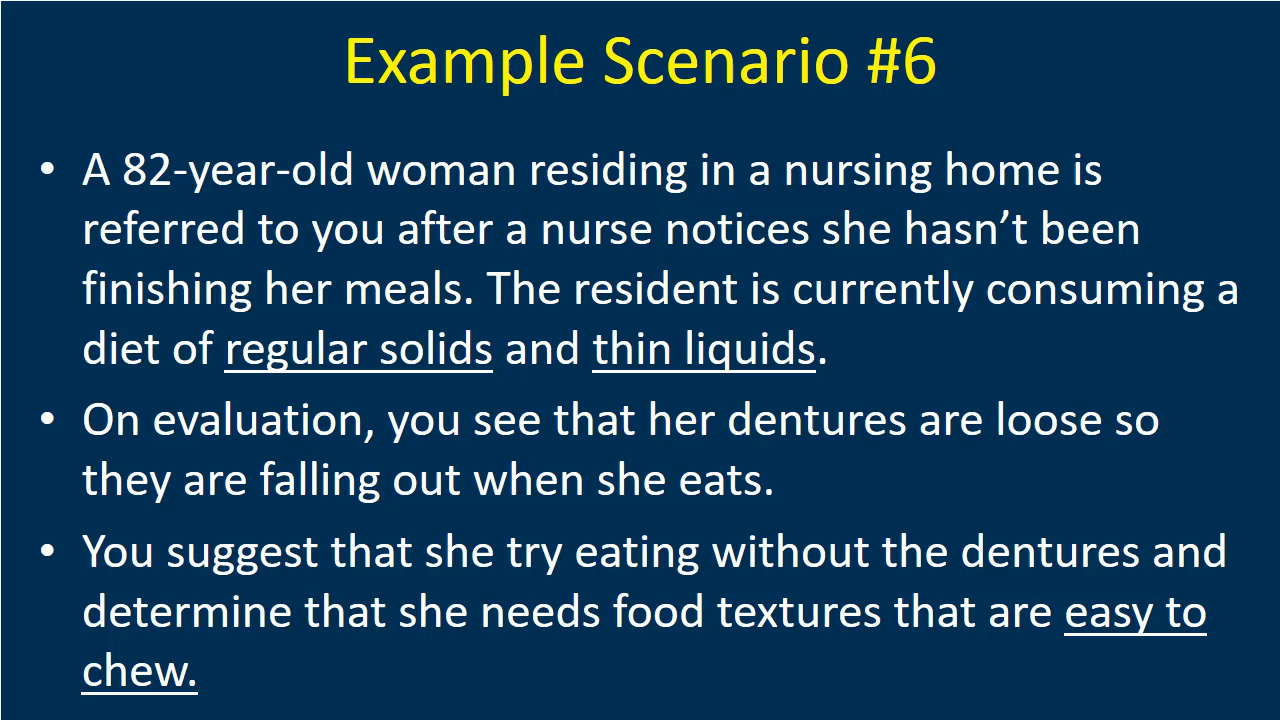 Example Scenario #6
• A 82-year-old woman residing in a nursing home is
referred to you after a nurse notices she hasn’t been
finishing her meals. The resident is currently consuming a
diet of regular solids and thin liquids.
• On evaluation, you see that her dentures are loose so
they are falling out when she eats.
• You suggest that she try eating without the dentures and
determine that she needs food textures that are easy to
chew.